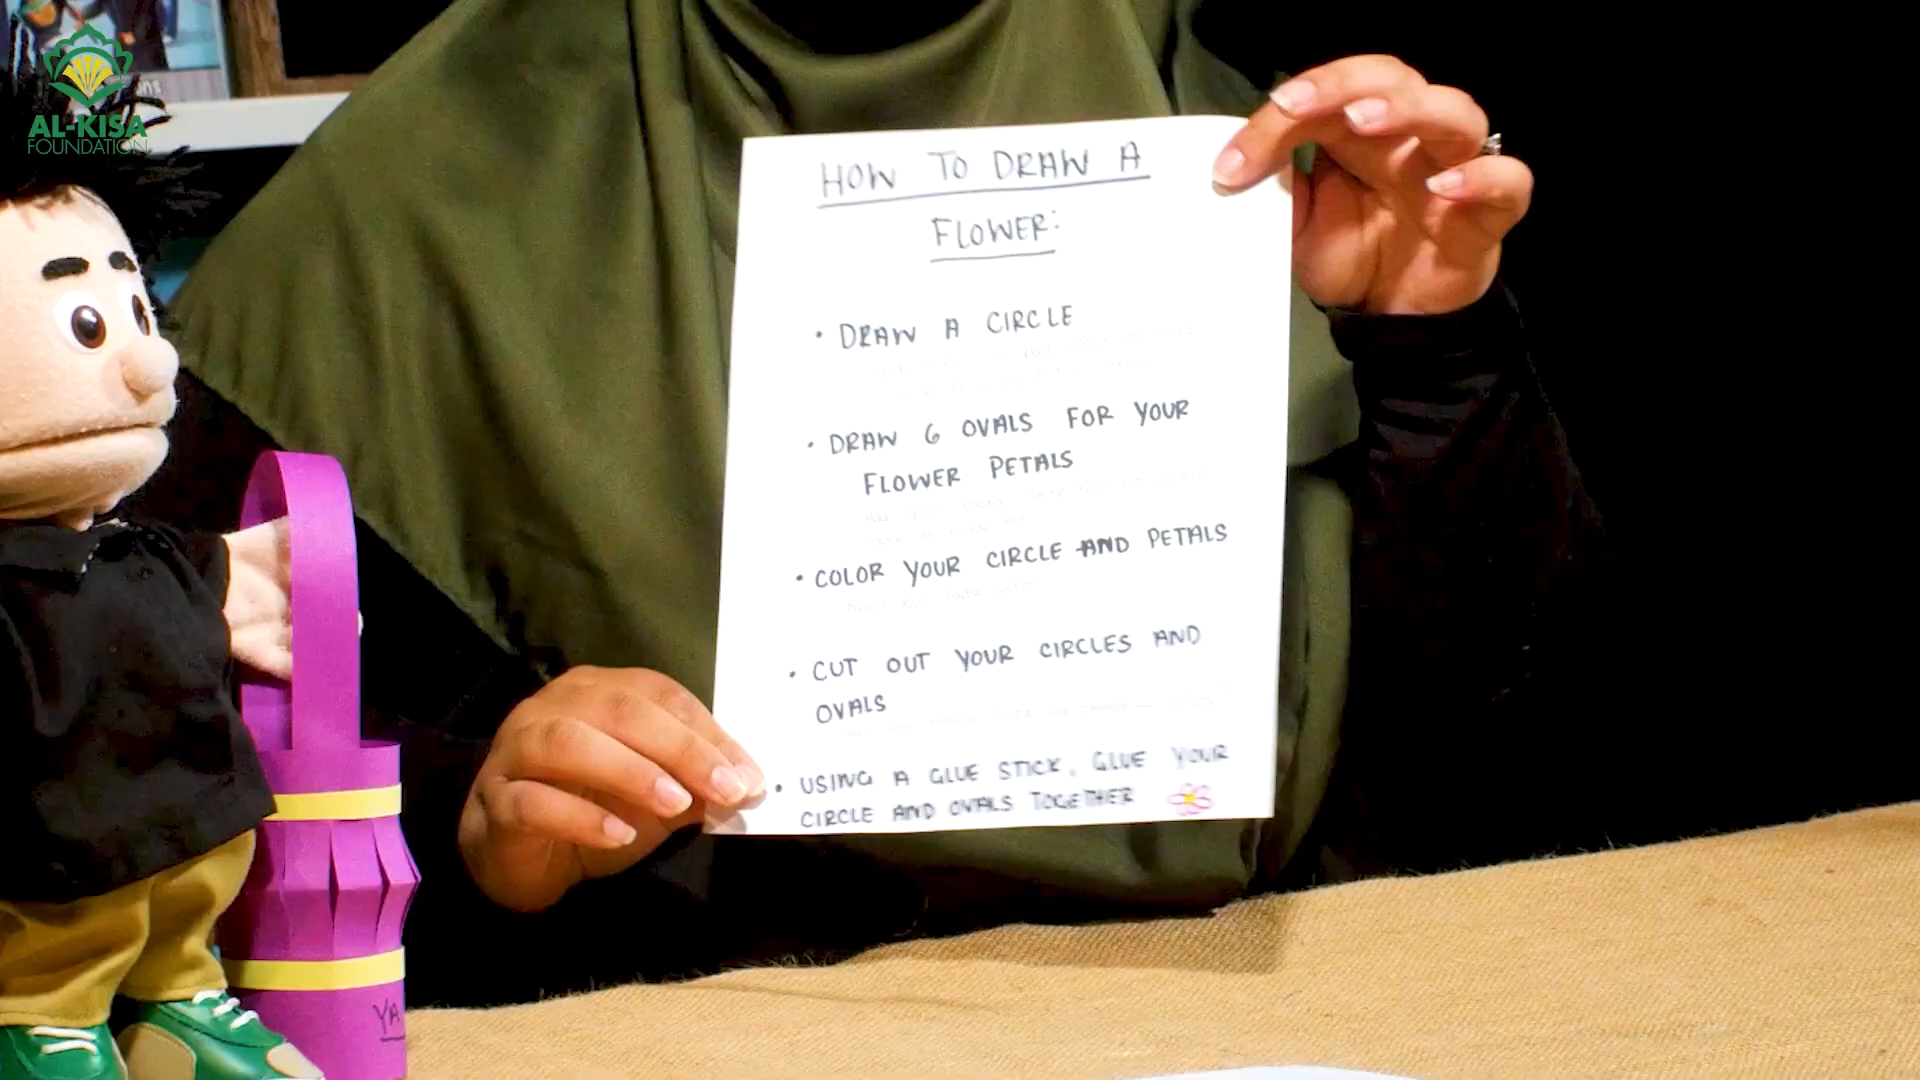 AL-KISA
FOUNDATION
HOW TO DRAW A
FLOWER:
• DRAW A CIRCLE
• DRAW 6 OVALS FOR YOUR
FLOWER PETALS
• COLOR YOUR CIRCLE AND PETALS
• CUT OUT YOUR CIRCLES AND
OVALS
• USING A GLUE STICK, GLUE YOUR
CIRCLE AND OVALS TOGETHER
YA